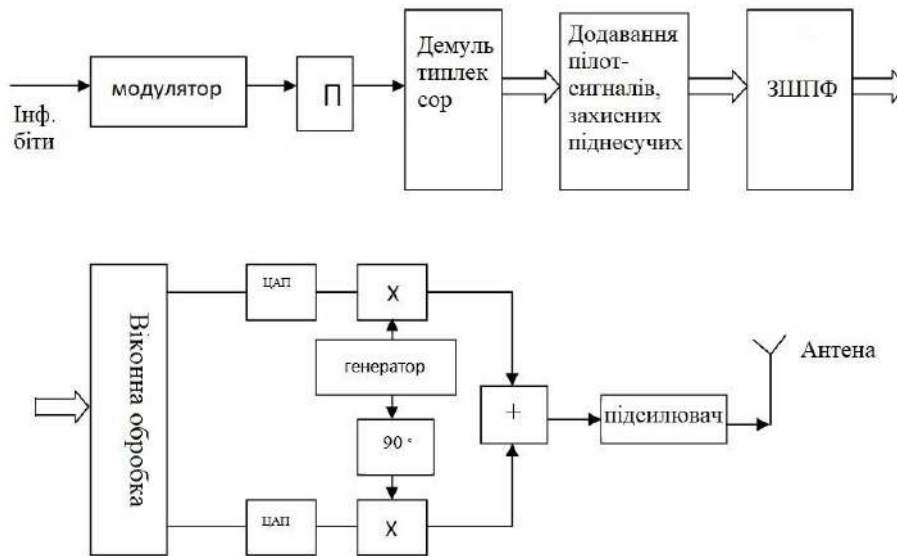 Інф.
біти
модулятор
П
Демуль
типлек
сор
Додавання
пілот-
сигналів,
захисних
піднесучих
ЗШПФ
Віконна обробка
ЦАП
Х
генератор
90 °
ЦАП
Х
+
підсилювач
Антена